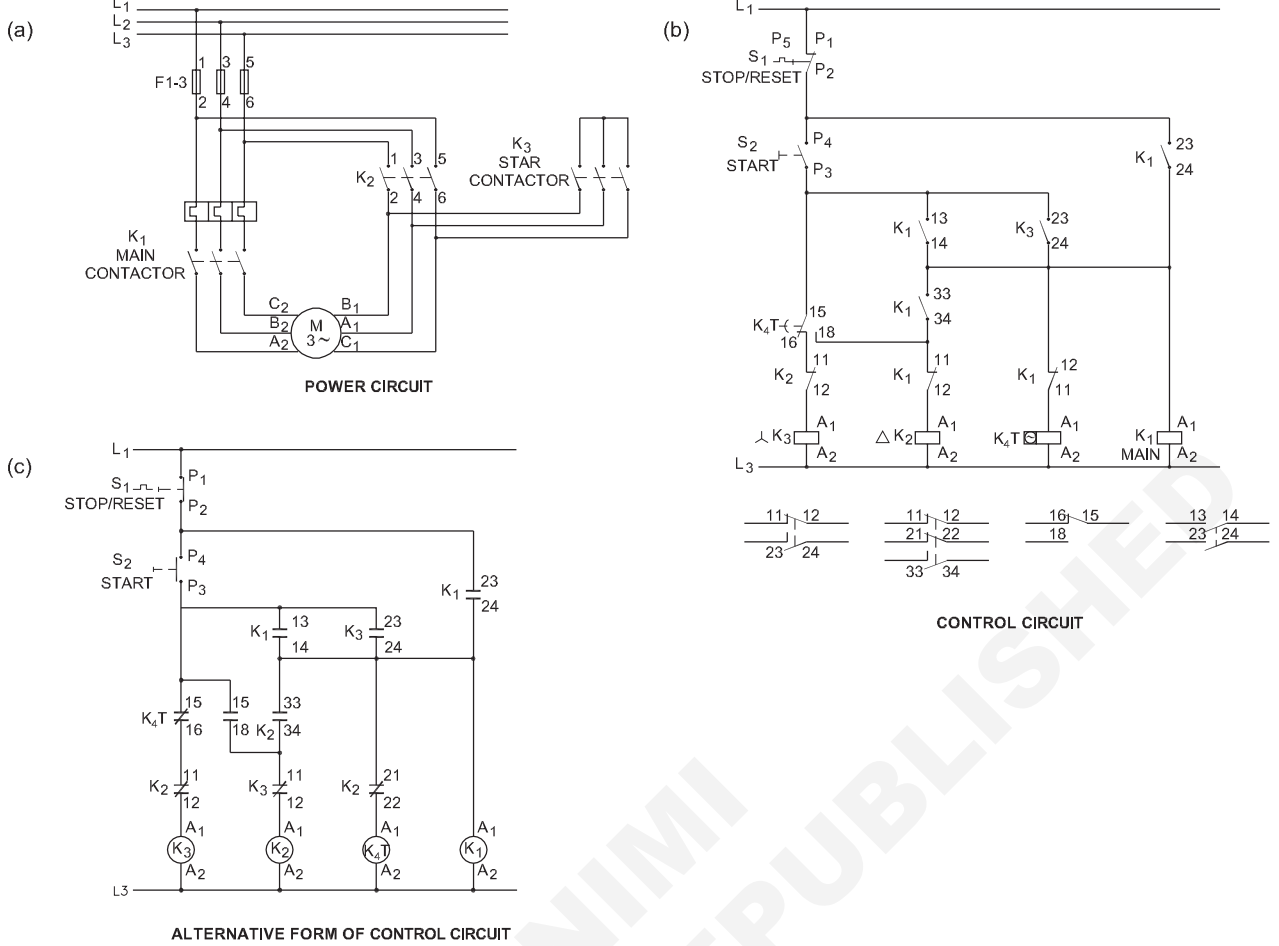 (a)
L1
L2
L3
F1-3
1 3 5
2 4 6
K1
MAIN
CONTACTOR
K2
1 3 5
2 4 6
K3
STAR
CONTACTOR
C2 B1
B2 A1
A2 C1
M
3~
POWER CIRCUIT
(b)
L1
P5 P1
S1
P2
STOP/RESET
S2
START
P4
P3
K1
23
24
K1
13
14
K3
23
24
K1
33
34
K4T
15
16
18
K2
11
12
K1
11
12
K1
12
11
K3
A1
A2
△ K2
A1
A2
K4T
~
A1
A2
K1
MAIN
A1
A2
L3
11 12
23 24
11 12
21 22
33 34
16 15
18
13 14
23 24
CONTROL CIRCUIT
(c)
L1
S1
P1
STOP/RESET
P2
S2
START
P4
P3
K1
23
24
K1
13
14
K3
23
24
K4T
15
16
15
18
K2
33
34
K2
11
12
K3
11
12
K2
21
22
A1
K3
A2
A1
K2
A2
A1
K4T
A2
A1
K1
A2
L3
ALTERNATIVE FORM OF CONTROL CIRCUIT
NIMI
EPUBLISHED